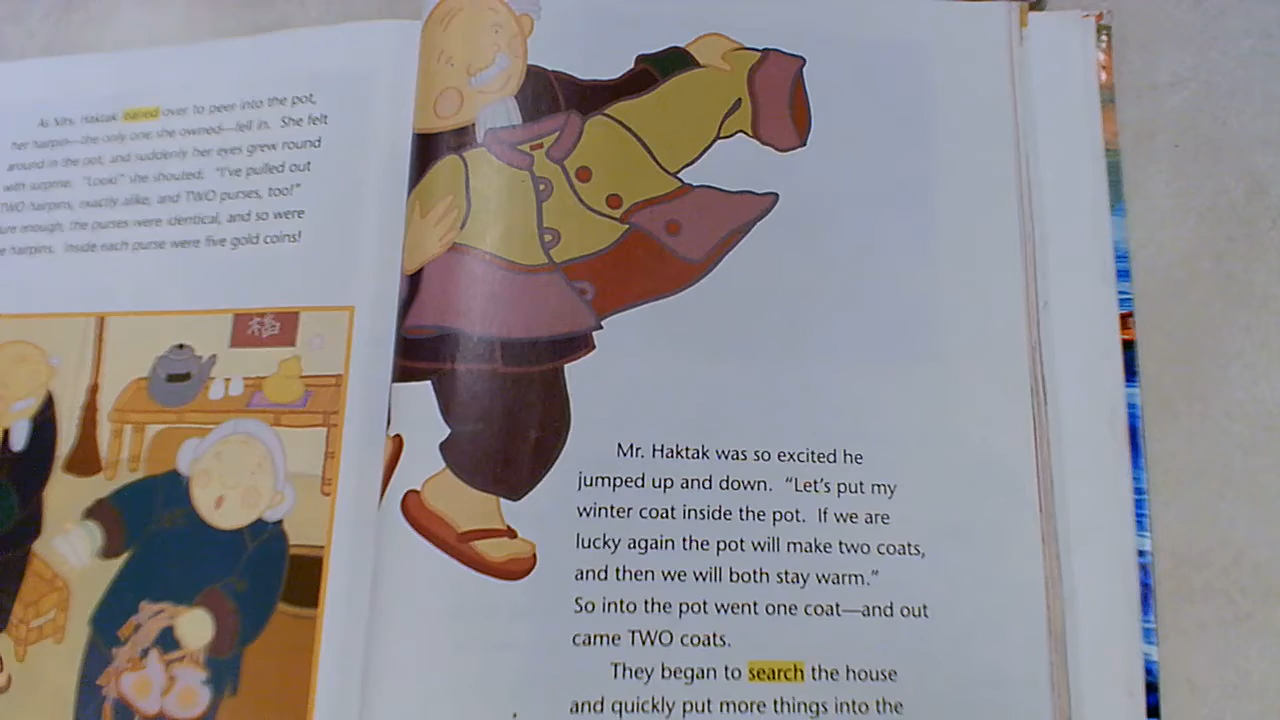 As Mrs. Haktak leaned over to peer into the pot,
her hairpin—the only one she owned—fell in. She felt
around in the pot, and suddenly her eyes grew round
with surprise. "Look!" she shouted. "I've pulled out
TWO hairpins, exactly alike, and TWO purses, too!"
ure enough, the purses were identical, and so were
e hairpins. Inside each purse were five gold coins!
Mr. Haktak was so excited he
jumped up and down. “Let’s put my
winter coat inside the pot. If we are
lucky again the pot will make two coats,
and then we will both stay warm.”
So into the pot went one coat—and out
came TWO coats.
They began to search the house
and quickly put more things into the